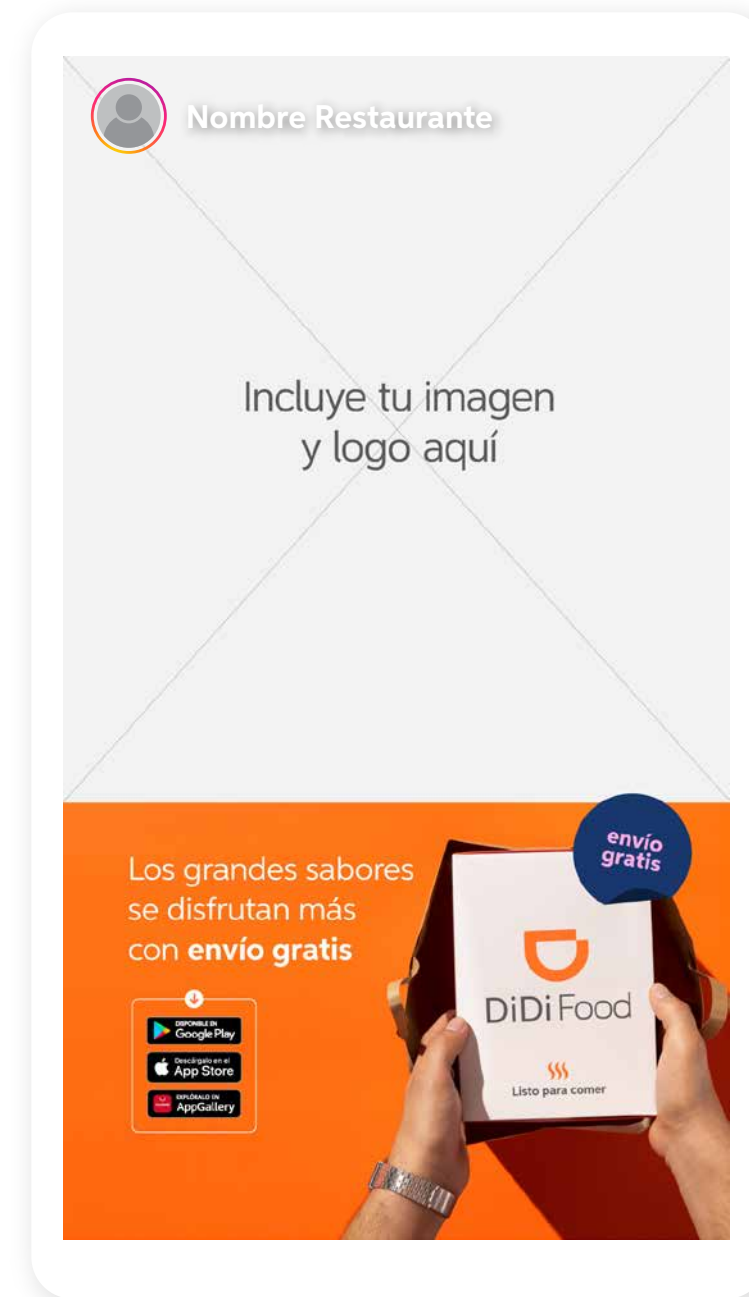 Nombre Restaurante
Incluye tu imagen
y logo aquí
envío
gratis
Los grandes sabores
se disfrutan más
con envío gratis
DiDi Food
Listo para comer
DISPONIBLE EN
Google Play
Descárgalo en el
App Store
EXPLÓRALO EN
AppGallery